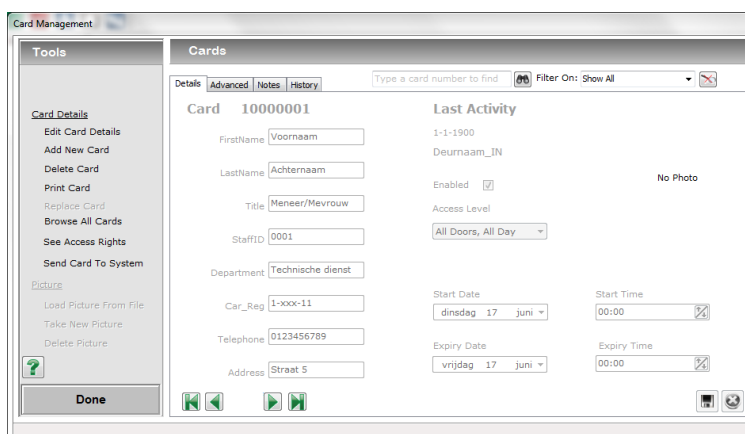 Card Management
Tools
Cards
Details Advanced Notes History
Type a card number to find
Filter On: Show All
Card Details
Edit Card Details
Add New Card
Delete Card
Print Card
Replace Card
Browse All Cards
See Access Rights
Send Card To System
Picture
Load Picture From File
Take New Picture
Delete Picture
?
Done
Card 10000001
FirstName Voornaam
LastName Achternaam
Title Meneer/Mevrouw
StaffID 0001
Department Technische dienst
Car_Reg 1-xxx-11
Telephone 0123456789
Address Straat 5
Last Activity
1-1-1900
Deurnaam_IN
Enabled
Access Level
All Doors, All Day
No Photo
Start Date
dinsdag 17 juni
Start Time
00:00
Expiry Date
vrijdag 17 juni
Expiry Time
00:00